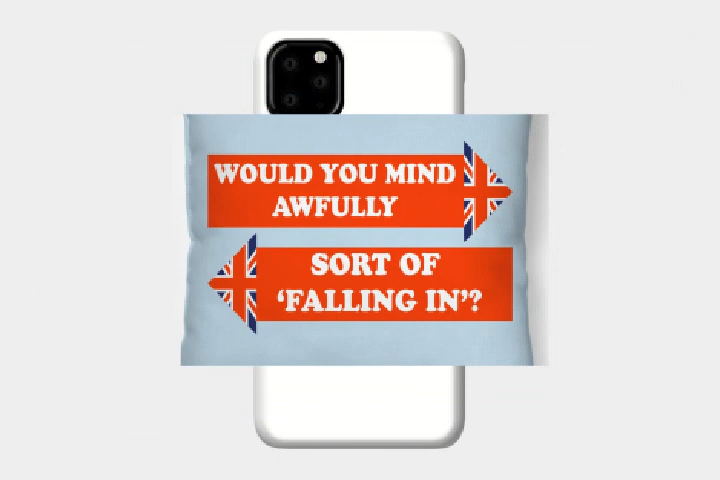 WOULD YOU MIND
AWFULLY
SORT OF
‘FALLING IN’?